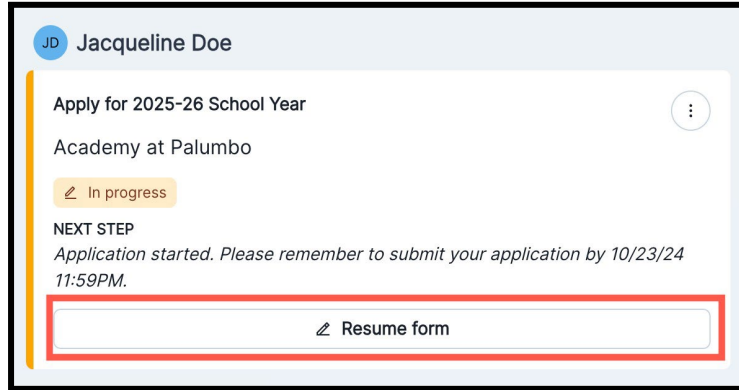 JD Jacqueline Doe
Apply for 2025-26 School Year
Academy at Palumbo
In progress
NEXT STEP
Application started. Please remember to submit your application by 10/23/24
11:59PM.
Resume form